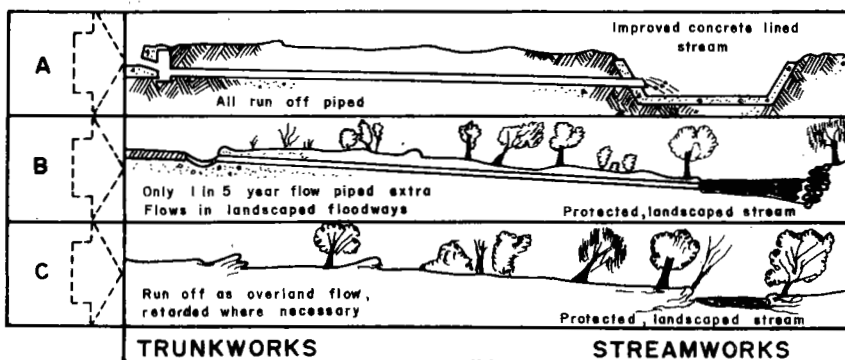 Improved concrete lined
stream
A
All run off piped
B
Only 1 in 5 year flow piped extra
Flows in landscaped floodways
Protected, landscaped stream
C
Run off as overland flow,
retarded where necessary
Protected, landscaped stream
TRUNKWORKS
STREAMWORKS